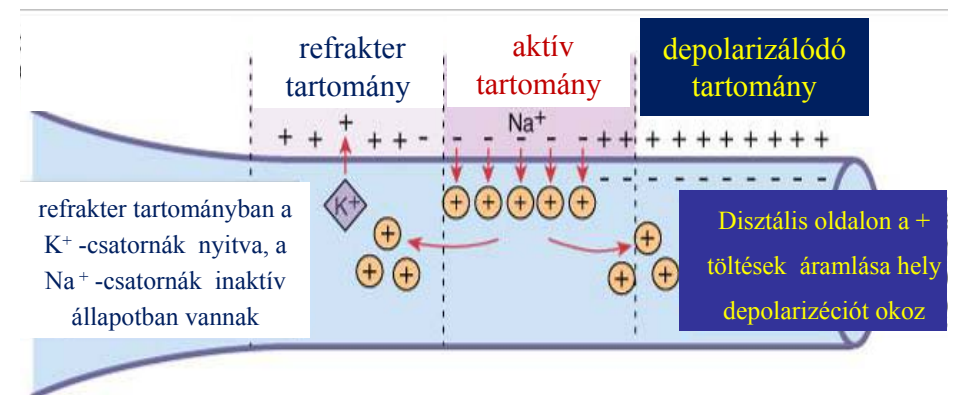 refrakter
tartomány
aktív
tartomány
depolarizálódó
tartomány
Na+
+ + + + + - - - - - - + + + + + + + + + + +
- - - - - - - - - -
K+
+ + + + +
+ + +
+ + +
refrakter tartományban a
K+ -csatornák nyitva, a
Na + -csatornák inaktív
állapotban vannak
Disztális oldalon a +
töltések áramlása hely
depolarizéciót okoz